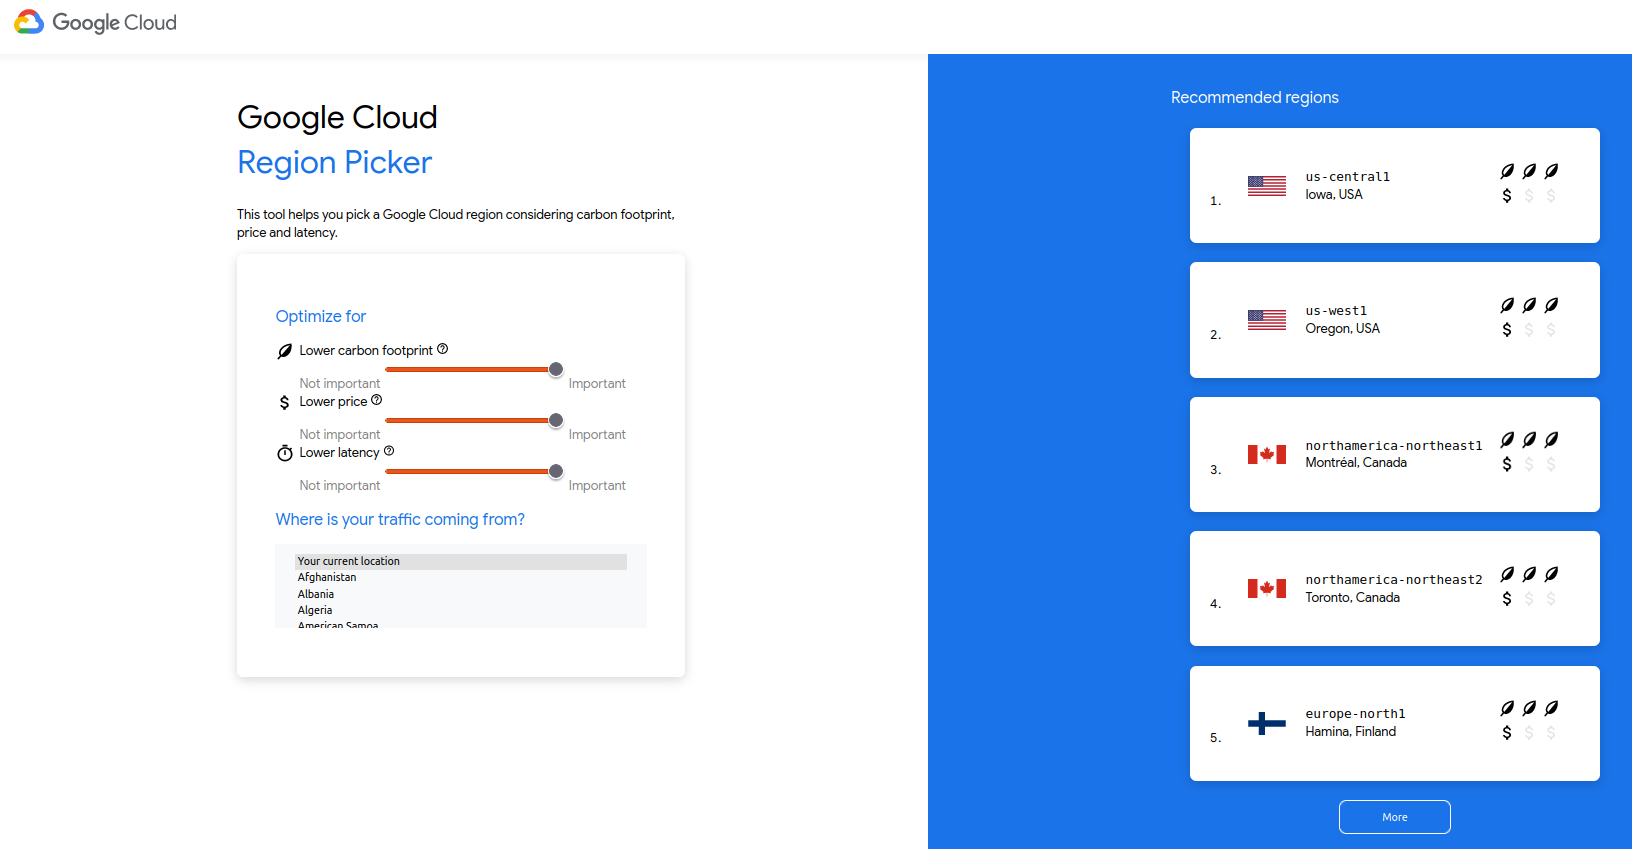 Google Cloud
Google Cloud
Region Picker
This tool helps you pick a Google Cloud region considering carbon footprint,
price and latency.
Optimize for
Lower carbon footprint
Not important
Important
Lower price
Not important
Important
Lower latency
Not important
Important
Where is your traffic coming from?
Your current location
Afghanistan
Albania
Algeria
American Samoa
Recommended regions
1.
us-central1
Iowa, USA
$ $ $
2.
us-west1
Oregon, USA
$ $ $
3.
northamerica-northeast1
Montréal, Canada
$ $ $
4.
northamerica-northeast2
Toronto, Canada
$ $ $
5.
europe-north1
Hamina, Finland
$ $ $
More